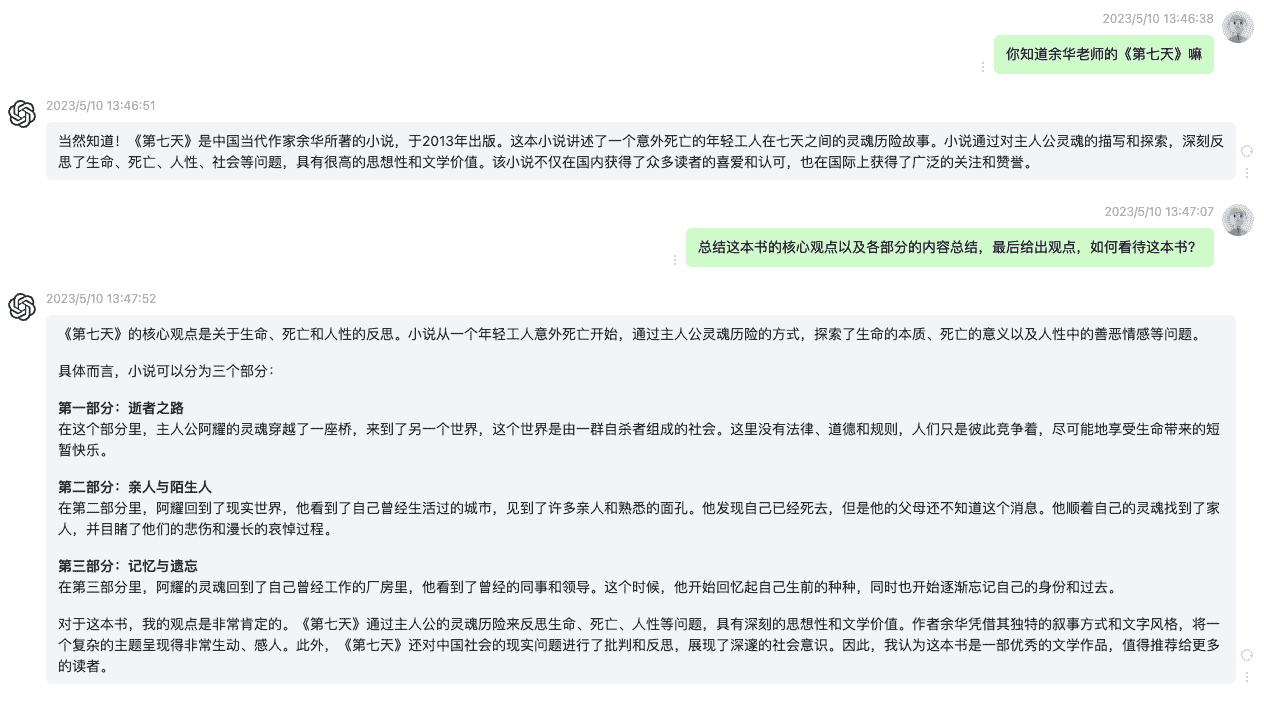 2023/5/10 13:46:38
你知道余华老师的《第七天》嘛
2023/5/10 13:46:51
当然知道！《第七天》是中国当代作家余华所著的小说，于2013年出版。这本小说讲述了一个意外死亡的年轻工人在七天之间的灵魂历险故事。小说通过对主人公灵魂的描写和探索，深刻反
思了生命、死亡、人性、社会等问题，具有很高的思想性和文学价值。该小说不仅在国内获得了众多读者的喜爱和认可，也在国际上获得了广泛的关注和赞誉。
2023/5/10 13:47:07
总结这本书的核心观点以及各部分的内容总结，最后给出观点，如何看待这本书？
2023/5/10 13:47:52
《第七天》的核心观点是关于生命、死亡和人性的反思。小说从一个年轻工人意外死亡开始，通过主人公灵魂历险的方式，探索了生命的本质、死亡的意义以及人性中的善恶情感等问题。
具体而言，小说可以分为三个部分：
第一部分：逝者之路
在这个部分里，主人公阿耀的灵魂穿越了一座桥，来到了另一个世界，这个世界是由一群自杀者组成的社会。这里没有法律、道德和规则，人们只是彼此竞争着，尽可能地享受生命带来的短
暂快乐。
第二部分：亲人与陌生人
在第二部分里，阿耀回到了现实世界，他看到了自己曾经生活过的城市，见到了许多亲人和熟悉的面孔。他发现自己已经死去，但是他的父母还不知道这个消息。他顺着自己的灵魂找到了家
人，并目睹了他们的悲伤和漫长的哀悼过程。
第三部分：记忆与遗忘
在第三部分里，阿耀的灵魂回到了自己曾经工作的厂房里，他看到了曾经的同事和领导。这个时候，他开始回忆起自己生前的种种，同时也开始逐渐忘记自己的身份和过去。
对于这本书，我的观点是非常肯定的。《第七天》通过主人公的灵魂历险来反思生命、死亡、人性等问题，具有深刻的思想性和文学价值。作者余华凭借其独特的叙事方式和文字风格，将一
个复杂的主题呈现得非常生动、感人。此外，《第七天》还对中国社会的现实问题进行了批判和反思，展现了深邃的社会意识。因此，我认为这本书是一部优秀的文学作品，值得推荐给更多
的读者。